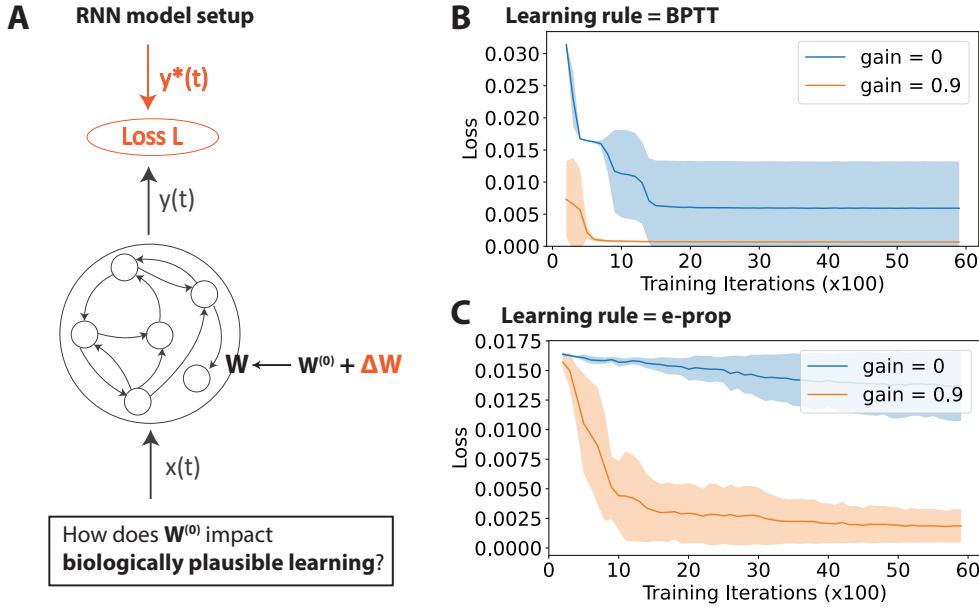 A
RNN model setup
y*(t)
Loss L
y(t)
W ← W⁽⁰⁾ + ΔW
x(t)
How does W⁽⁰⁾ impact
biologically plausible learning?
B
Learning rule = BPTT
gain = 0
gain = 0.9
Loss
0.030
0.025
0.020
0.015
0.010
0.005
0.000
0 10 20 30 40 50 60
Training Iterations (x100)
C
Learning rule = e-prop
gain = 0
gain = 0.9
Loss
0.0175
0.0150
0.0125
0.0100
0.0075
0.0050
0.0025
0.0000
0 10 20 30 40 50 60
Training Iterations (x100)